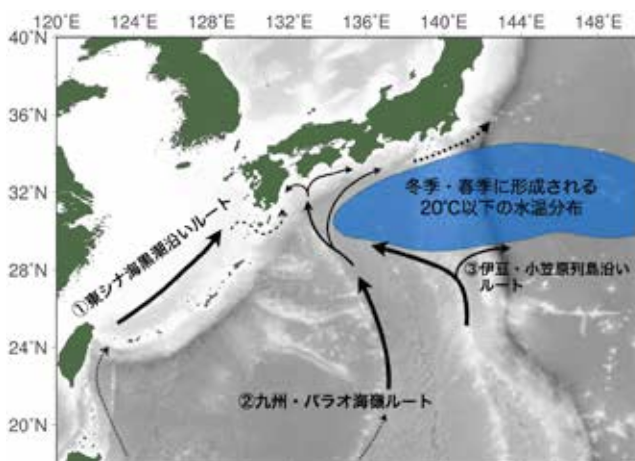 120°E 124°E 128°E 132°E 136°E 140°E 144°E 148°E
40°N
36°N
32°N
28°N
24°N
20°N
冬季・春季に形成される
20℃以下の水温分布
①東シナ海黒潮沿いルート
③伊豆・小笠原列島沿い
ルート
②九州・パラオ海嶺ルート